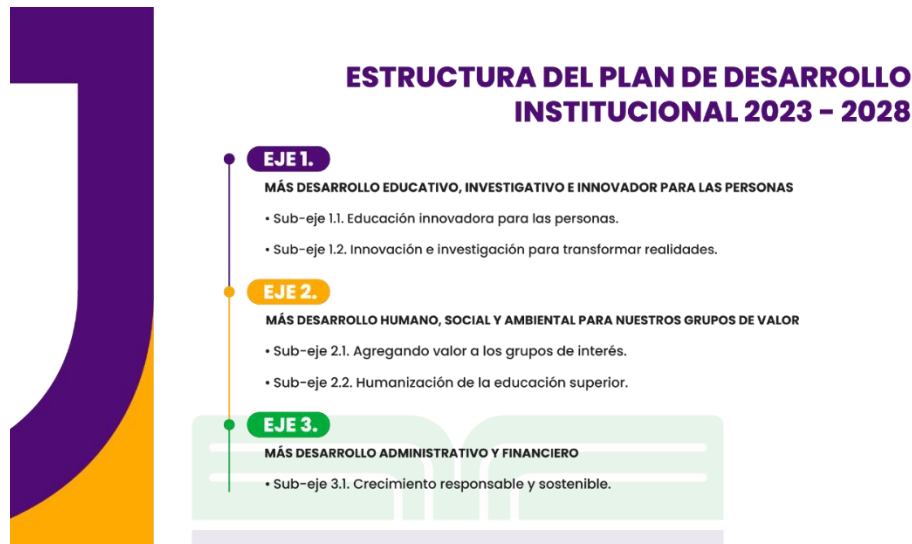 ESTRUCTURA DEL PLAN DE DESARROLLO
INSTITUCIONAL 2023 - 2028
EJE 1.
MÁS DESARROLLO EDUCATIVO, INVESTIGATIVO E INNOVADOR PARA LAS PERSONAS
• Sub-eje 1.1. Educación innovadora para las personas.
• Sub-eje 1.2. Innovación e investigación para transformar realidades.
EJE 2.
MÁS DESARROLLO HUMANO, SOCIAL Y AMBIENTAL PARA NUESTROS GRUPOS DE VALOR
• Sub-eje 2.1. Agregando valor a los grupos de interés.
• Sub-eje 2.2. Humanización de la educación superior.
EJE 3.
MÁS DESARROLLO ADMINISTRATIVO Y FINANCIERO
• Sub-eje 3.1. Crecimiento responsable y sostenible.